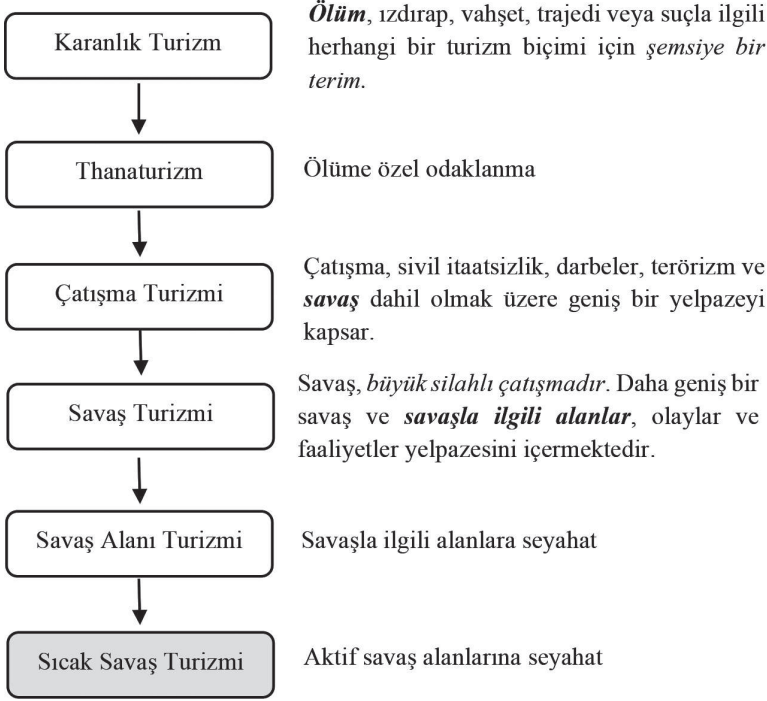 Karanlık Turizm
Ölüm, ızdırap, vahşet, trajedi veya suçla ilgili
herhangi bir turizm biçimi için şemsiye bir
terim.
Thanaturizm
Ölüme özel odaklanma
Çatışma Turizmi
Çatışma, sivil itaatsizlik, darbeler, terörizm ve
savaş dahil olmak üzere geniş bir yelpazeyi
kapsar.
Savaş Turizmi
Savaş, büyük silahlı çatışmadır. Daha geniş bir
savaş ve savaşla ilgili alanlar, olaylar ve
faaliyetler yelpazesini içermektedir.
Savaş Alanı Turizmi
Savaşla ilgili alanlara seyahat
Sıcak Savaş Turizmi
Aktif savaş alanlarına seyahat